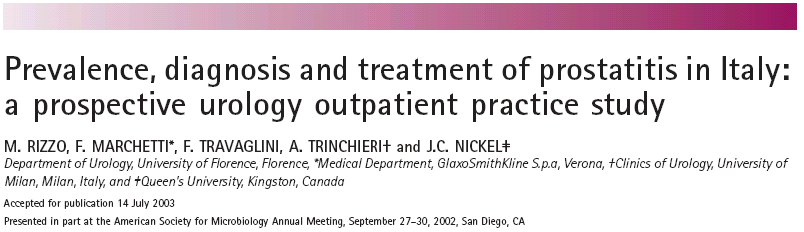 Prevalence, diagnosis and treatment of prostatitis in Italy:
a prospective urology outpatient practice study
M. RIZZO, F. MARCHETTI*, F. TRAVAGLINI, A. TRINCHIERI† and J.C. NICKEL‡
Department of Urology, University of Florence, Florence, *Medical Department, GlaxoSmithKline S.p.a, Verona, †Clinics of Urology, University of
Milan, Milan, Italy, and †Queen's University, Kingston, Canada
Accepted for publication 14 July 2003
Presented in part at the American Society for Microbiology Annual Meeting, September 27–30, 2002, San Diego, CA